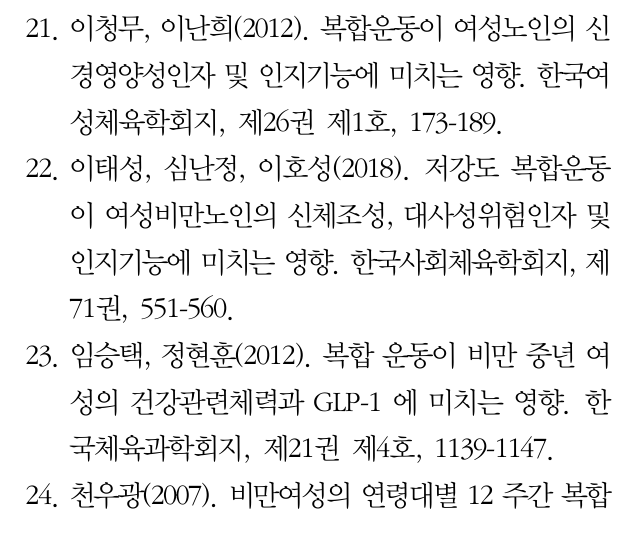 21. 이청무, 이난희(2012). 복합운동이 여성노인의 신
경영양성인자 및 인지기능에 미치는 영향. 한국여
성체육학회지, 제26권 제1호, 173-189.
22. 이태성, 심난정, 이호성(2018). 저강도 복합운동
이 여성비만노인의 신체조성, 대사성위험인자 및
인지기능에 미치는 영향. 한국사회체육학회지, 제
71권, 551-560.
23. 임승택, 정현훈(2012). 복합 운동이 비만 중년 여
성의 건강관련체력과 GLP-1 에 미치는 영향. 한
국체육과학회지, 제21권 제4호, 1139-1147.
24. 천우광(2007). 비만여성의 연령대별 12 주간 복합